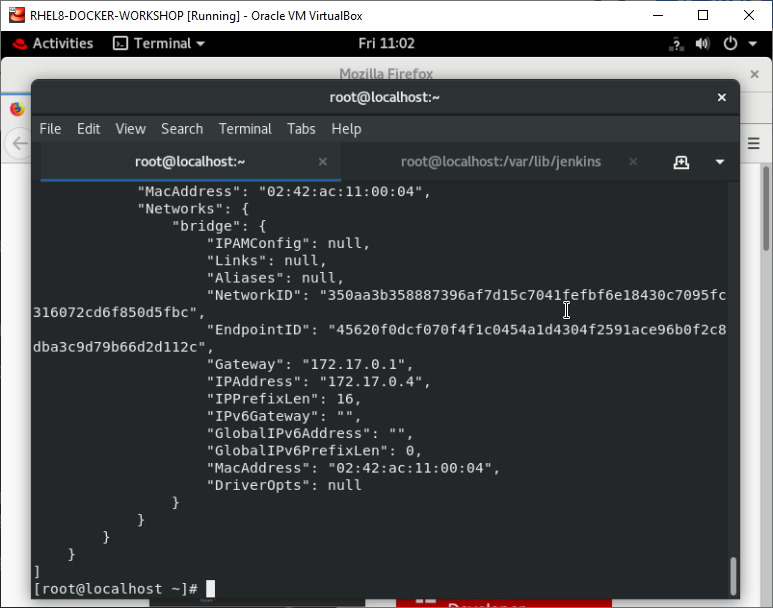 RHEL8-DOCKER-WORKSHOP [Running] - Oracle VM VirtualBox
Activities Terminal Fri 11:02
Mozilla Firefox
root@localhost:~
File Edit View Search Terminal Tabs Help
root@localhost:~ root@localhost:/var/lib/jenkins
"MacAddress": "02:42:ac:11:00:04",
"Networks": {
"bridge": {
"IPAMConfig": null,
"Links": null,
"Aliases": null,
"NetworkID": "350aa3b358887396af7d15c7041fefbf6e18430c7095fc
316072cd6f850d5fbc",
"EndpointID": "45620f0dcf070f4f1c0454a1d4304f2591ace96b0f2c8
dba3c9d79b66d2d112c",
"Gateway": "172.17.0.1",
"IPAddress": "172.17.0.4",
"IPPrefixLen": 16,
"IPv6Gateway": "",
"GlobalIPv6Address": "",
"GlobalIPv6PrefixLen": 0,
"MacAddress": "02:42:ac:11:00:04",
"DriverOpts": null
}
}
}
}
]
[root@localhost ~]#